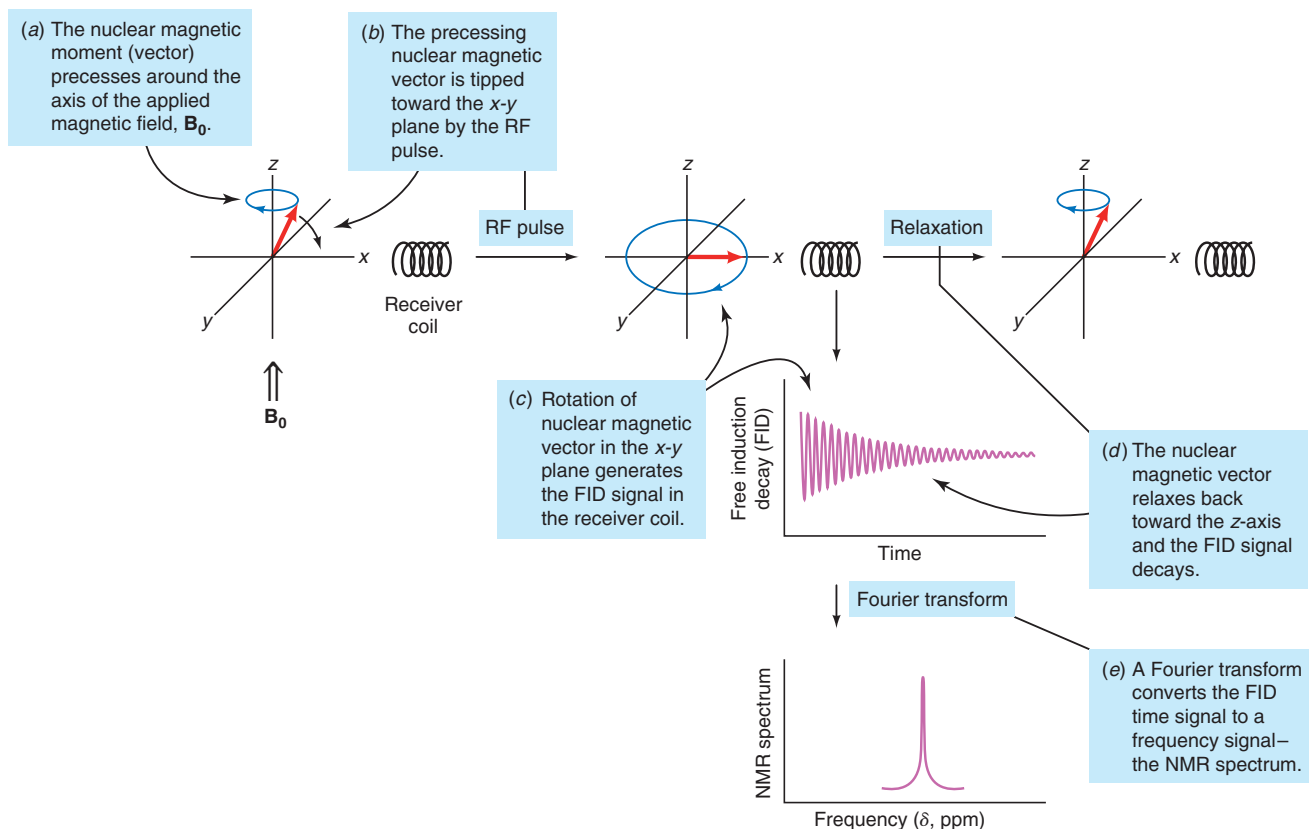 (a) The nuclear magnetic
moment (vector)
precesses around the
axis of the applied
magnetic field, B0.
(b) The precessing
nuclear magnetic
vector is tipped
toward the x-y
plane by the RF
pulse.
z
x
y
B0
Receiver
coil
RF pulse
z
x
y
Relaxation
z
x
y
(c) Rotation of
nuclear magnetic
vector in the x-y
plane generates
the FID signal in
the receiver coil.
Free induction
decay (FID)
Time
(d) The nuclear
magnetic vector
relaxes back
toward the z-axis
and the FID signal
decays.
Fourier transform
(e) A Fourier transform
converts the FID
time signal to a
frequency signal–
the NMR spectrum.
NMR spectrum
Frequency (δ, ppm)